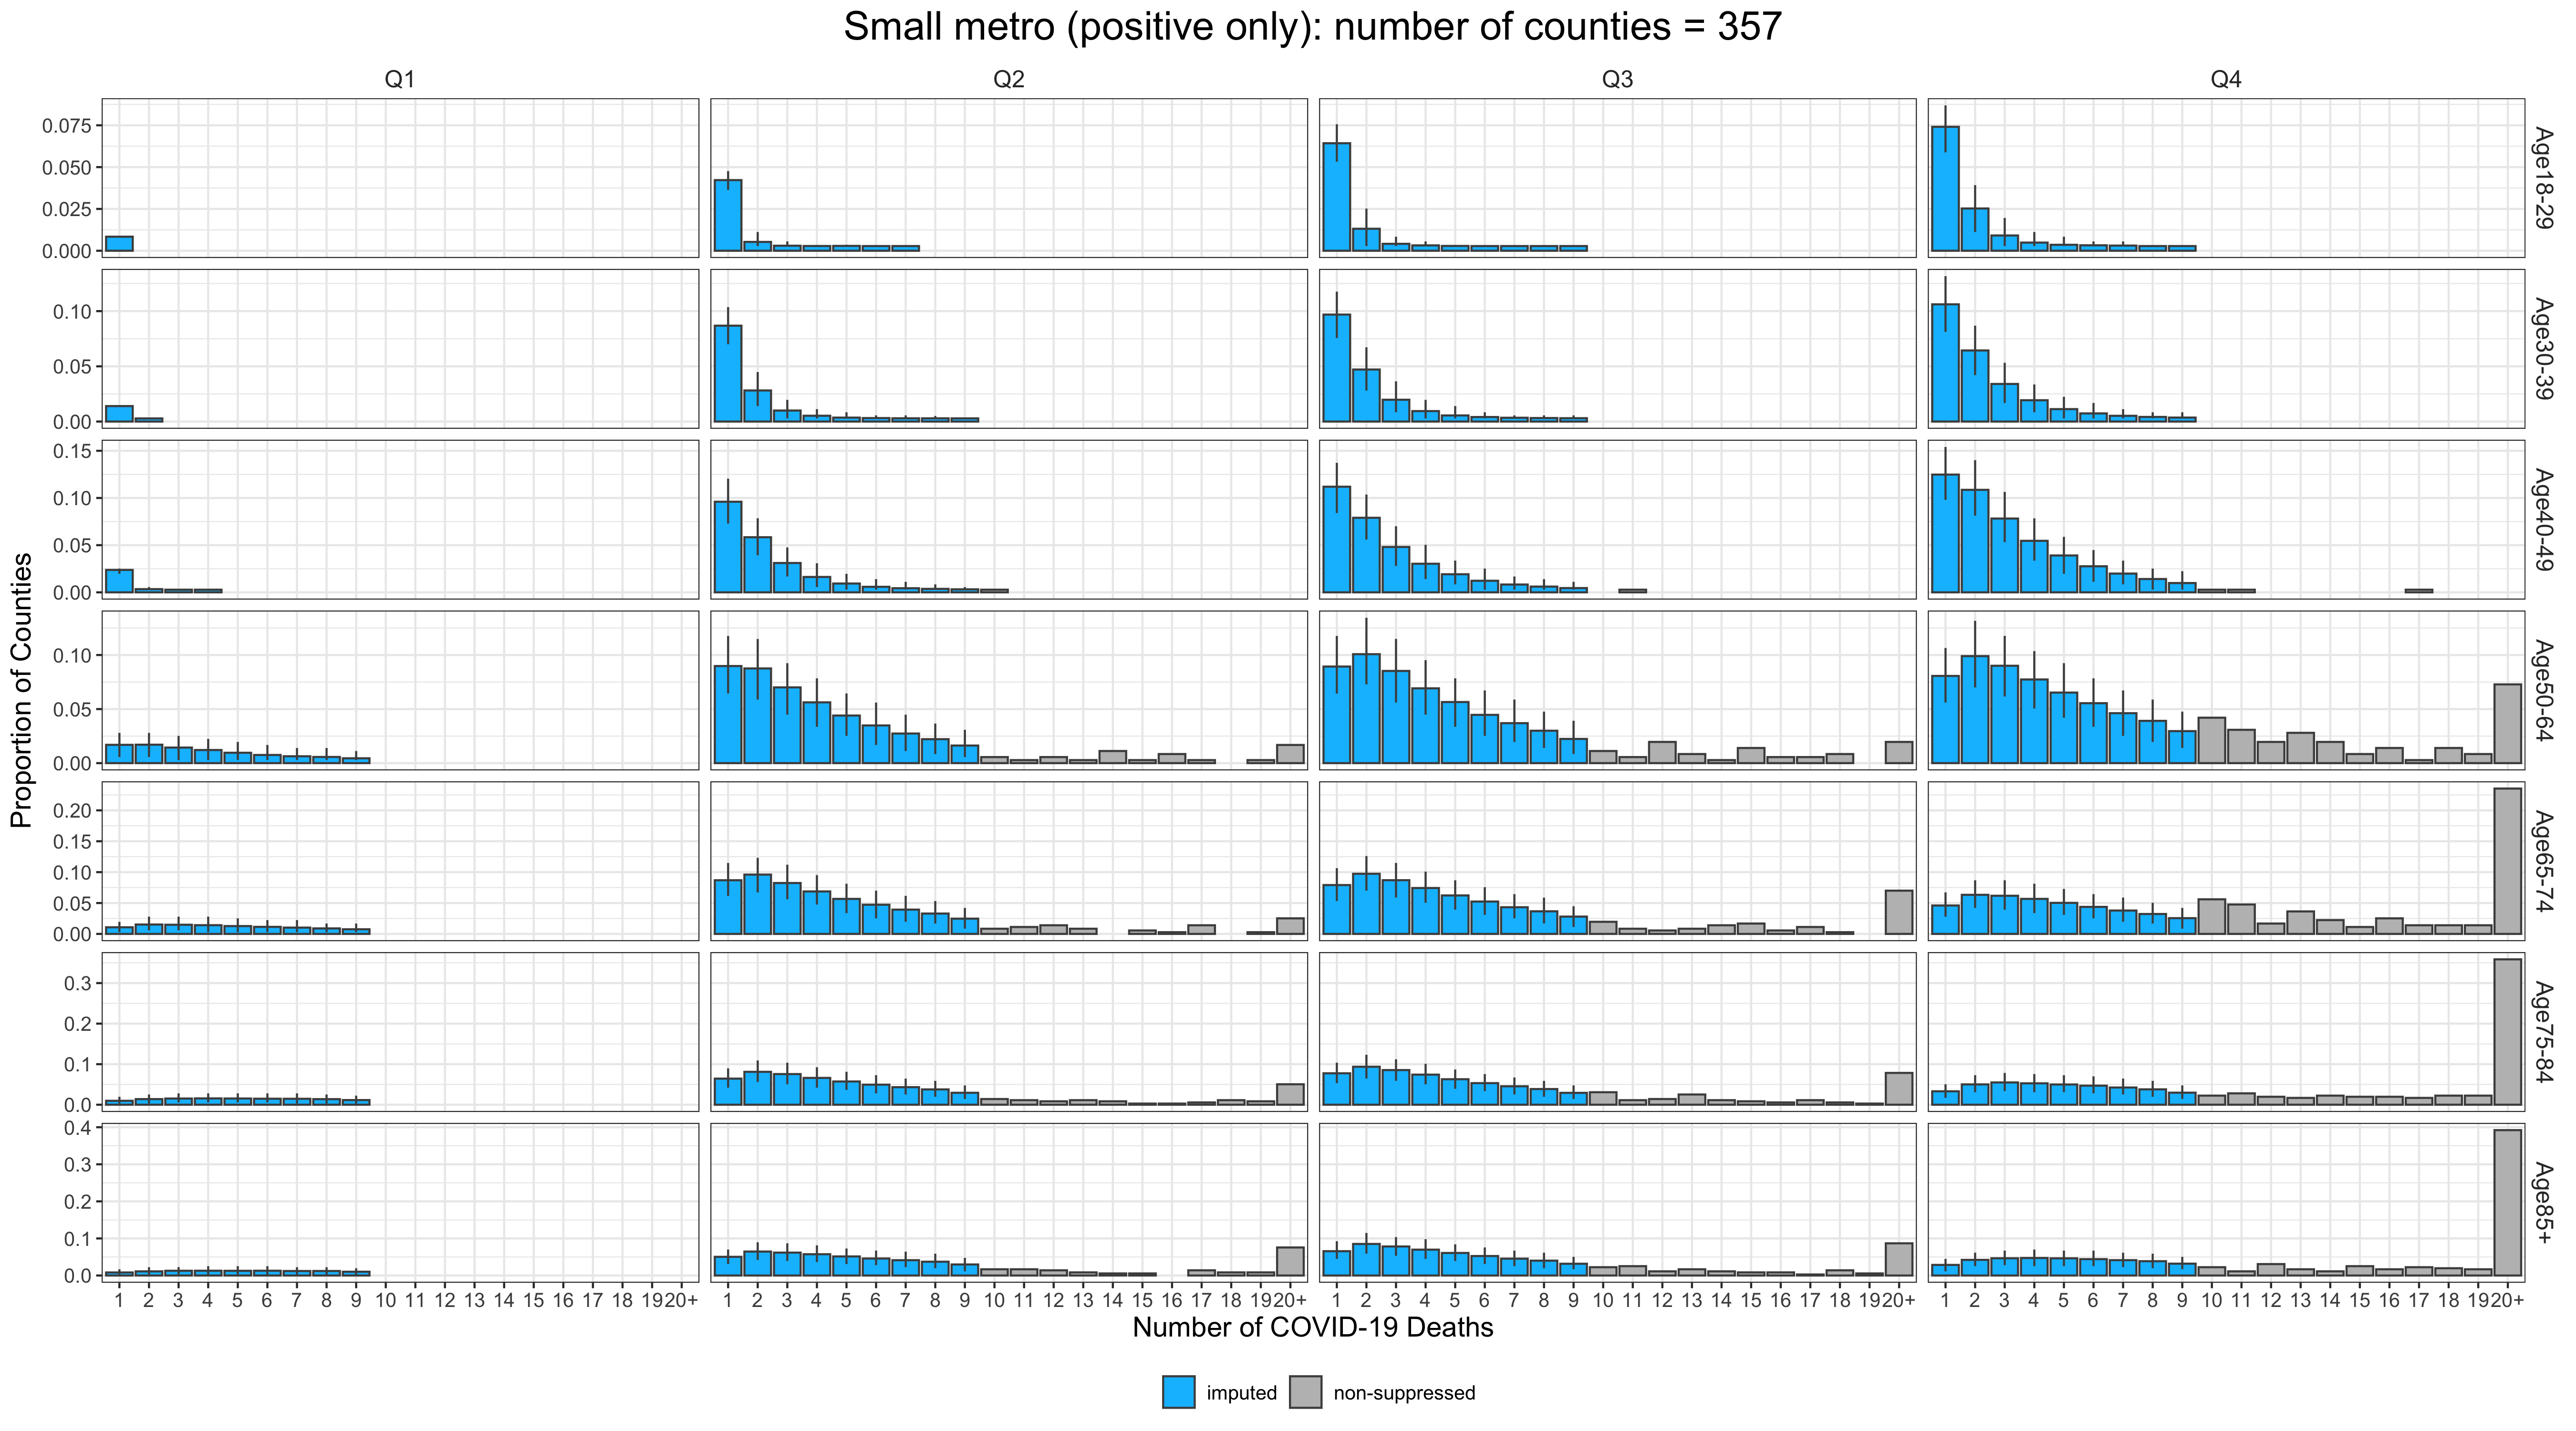 Small metro (positive only): number of counties = 357
Q1 Q2 Q3 Q4
Proportion of Counties
0.075
0.050
0.025
0.000
Age18-29
0.10
0.05
0.00
Age30-39
0.15
0.10
0.05
0.00
Age40-49
0.10
0.05
0.00
Age50-64
0.20
0.15
0.10
0.05
0.00
Age65-74
0.3
0.2
0.1
0.0
Age75-84
0.4
0.3
0.2
0.1
0.0
Age85+
1 2 3 4 5 6 7 8 9 10 11 12 13 14 15 16 17 18 19 20+ 1 2 3 4 5 6 7 8 9 10 11 12 13 14 15 16 17 18 19 20+ 1 2 3 4 5 6 7 8 9 10 11 12 13 14 15 16 17 18 19 20+ 1 2 3 4 5 6 7 8 9 10 11 12 13 14 15 16 17 18 19 20+
Number of COVID-19 Deaths
imputed non-suppressed